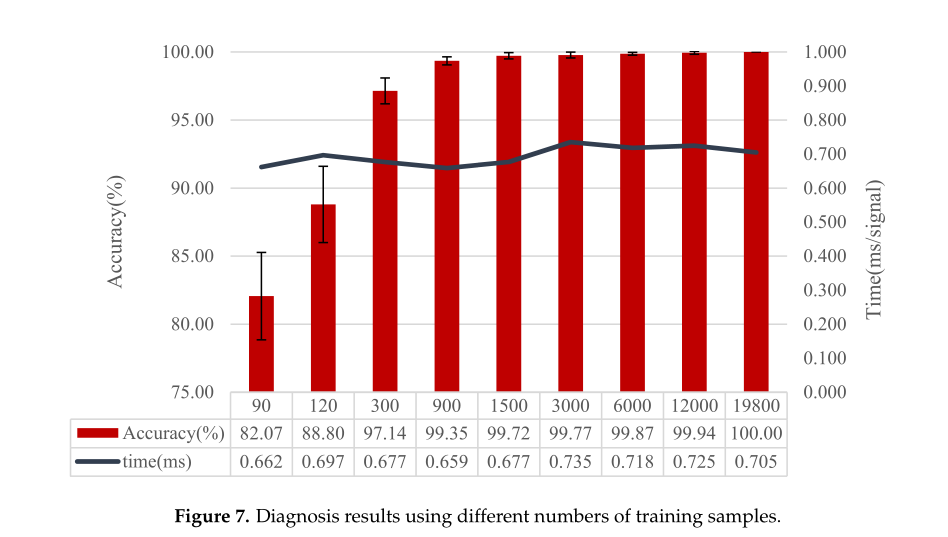 100.00
95.00
90.00
85.00
80.00
75.00
Accuracy(%)
1.000
0.900
0.800
0.700
0.600
0.500
0.400
0.300
0.200
0.100
0.000
Time(ms/signal)
90 120 300 900 1500 3000 6000 12000 19800
Accuracy(%) 82.07 88.80 97.14 99.35 99.72 99.77 99.87 99.94 100.00
time(ms) 0.662 0.697 0.677 0.659 0.677 0.735 0.718 0.725 0.705
Figure 7. Diagnosis results using different numbers of training samples.